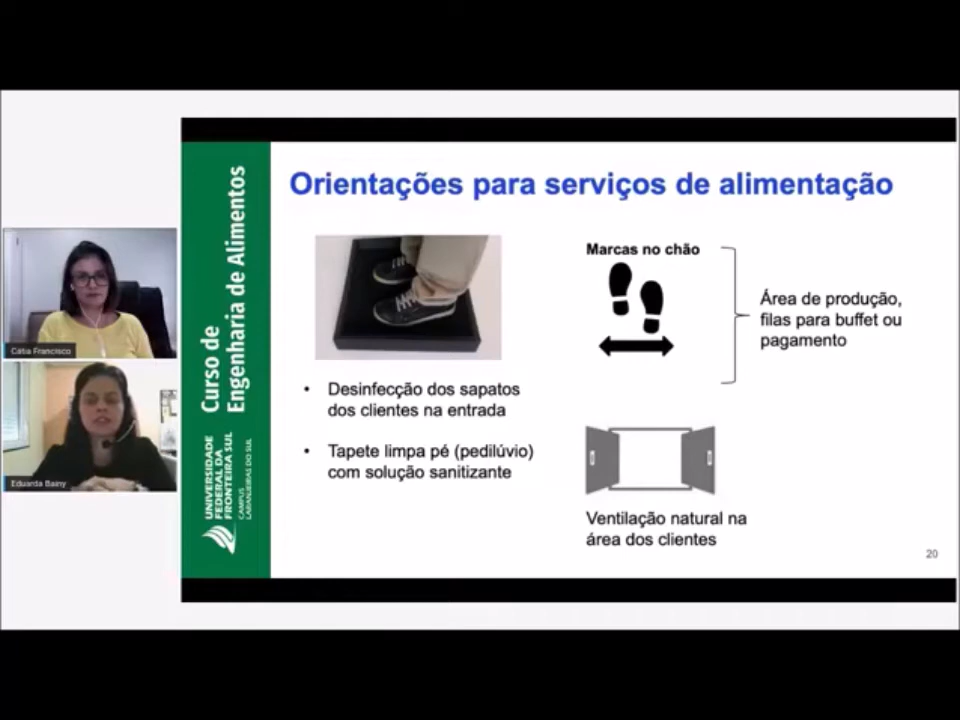 Orientações para serviços de alimentação
Curso de
Engenharia de Alimentos
UNIVERSIDADE
FEDERAL DA
FRONTEIRA SUL
CAMPUS
LARANJEIRAS DO SUL
Cátia Francisco
Eduarda Bainy
• Desinfecção dos sapatos
dos clientes na entrada
• Tapete limpa pé (pedilúvio)
com solução sanitizante
Marcas no chão
Área de produção,
filas para buffet ou
pagamento
Ventilação natural na
área dos clientes
20